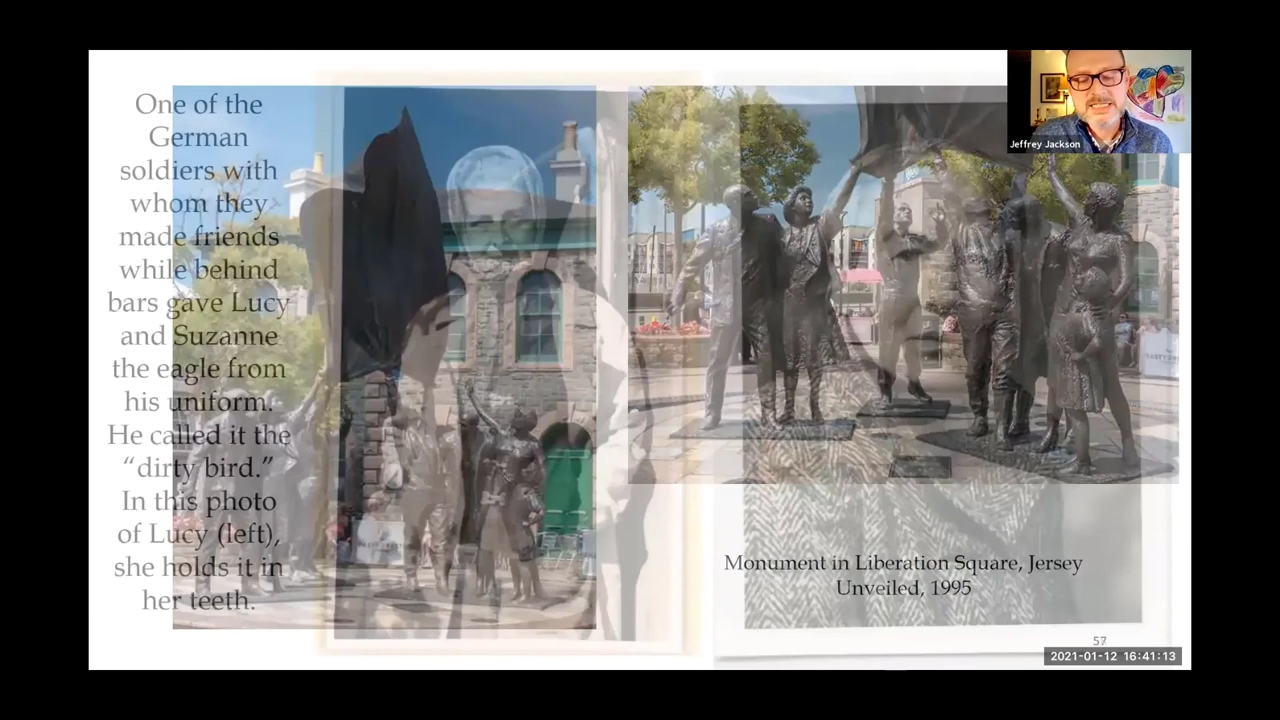 One of the
German
soldiers with
whom they
made friends
while behind
bars gave Lucy
and Suzanne
the eagle from
his uniform.
He called it the
“dirty bird.”
In this photo
of Lucy (left),
she holds it in
her teeth.
Jeffrey Jackson
Monument in Liberation Square, Jersey
Unveiled, 1995
57
2021-01-12 16:41:13